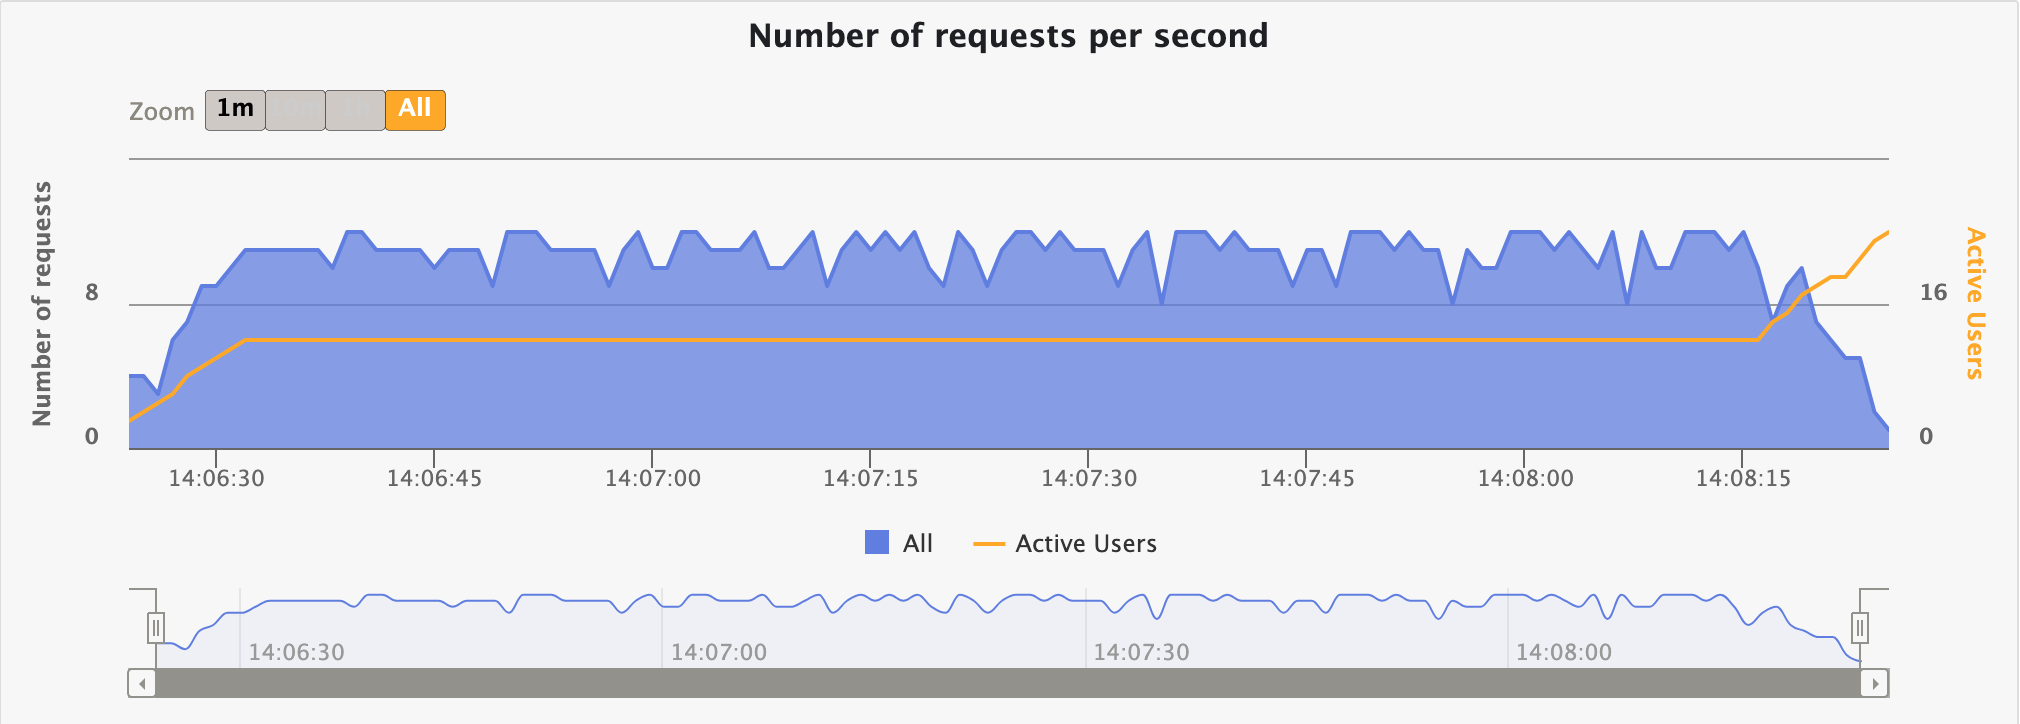 Number of requests per second
Zoom 1m All
Number of requests
8
0
16
0
Active Users
14:06:30 14:06:45 14:07:00 14:07:15 14:07:30 14:07:45 14:08:00 14:08:15
All Active Users
14:06:30 14:07:00 14:07:30 14:08:00